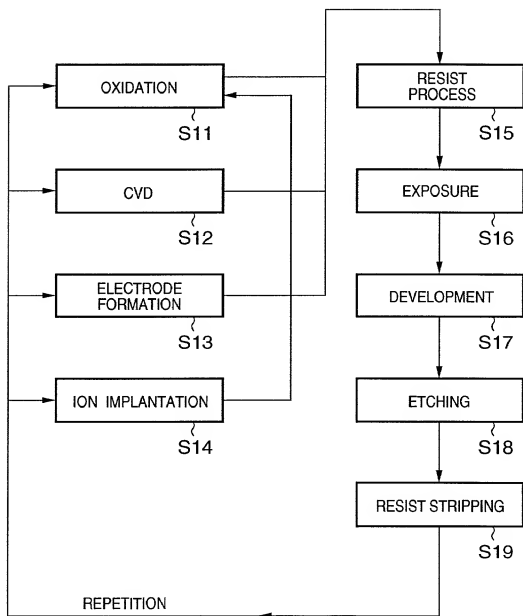 OXIDATION
S11
CVD
S12
ELECTRODE
FORMATION
S13
ION IMPLANTATION
S14
RESIST
PROCESS
S15
EXPOSURE
S16
DEVELOPMENT
S17
ETCHING
S18
RESIST STRIPPING
S19
REPETITION